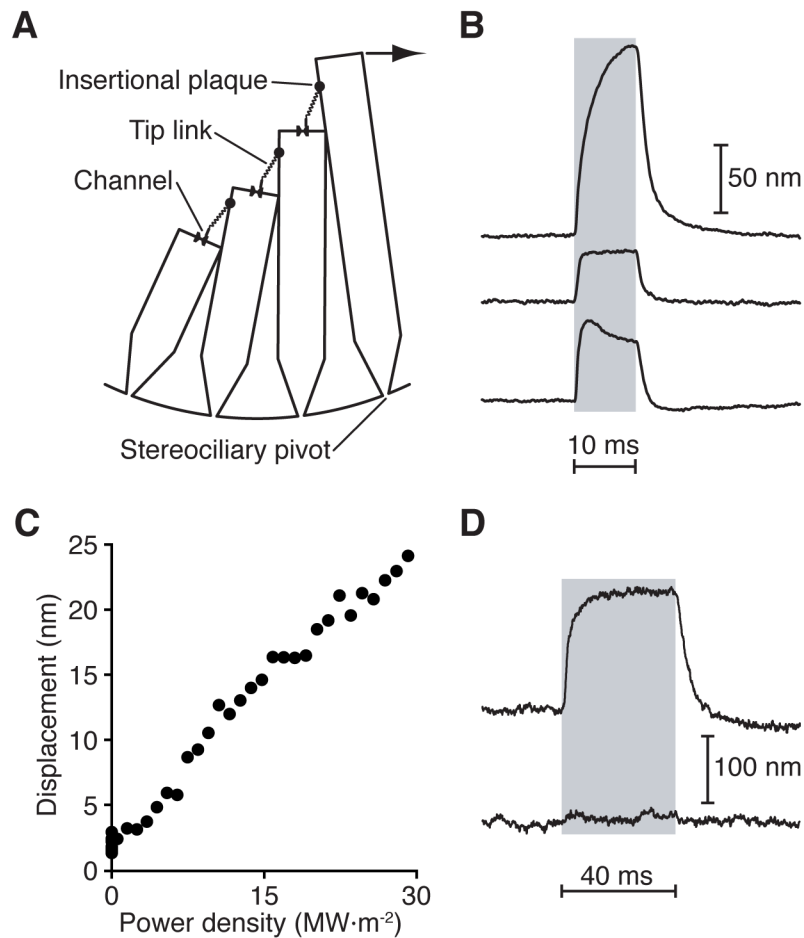 A
Insertional plaque
Tip link
Channel
Stereociliary pivot
B
50 nm
10 ms
C
25
20
15
10
5
0
Displacement (nm)
0
15
30
Power density (MW·m-2)
D
100 nm
40 ms